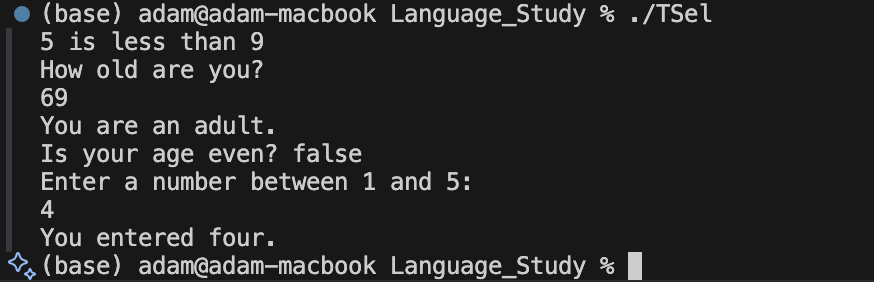 (base) adam@adam-macbook Language_Study % ./TSel
5 is less than 9
How old are you?
69
You are an adult.
Is your age even? false
Enter a number between 1 and 5:
4
You entered four.
(base) adam@adam-macbook Language_Study %